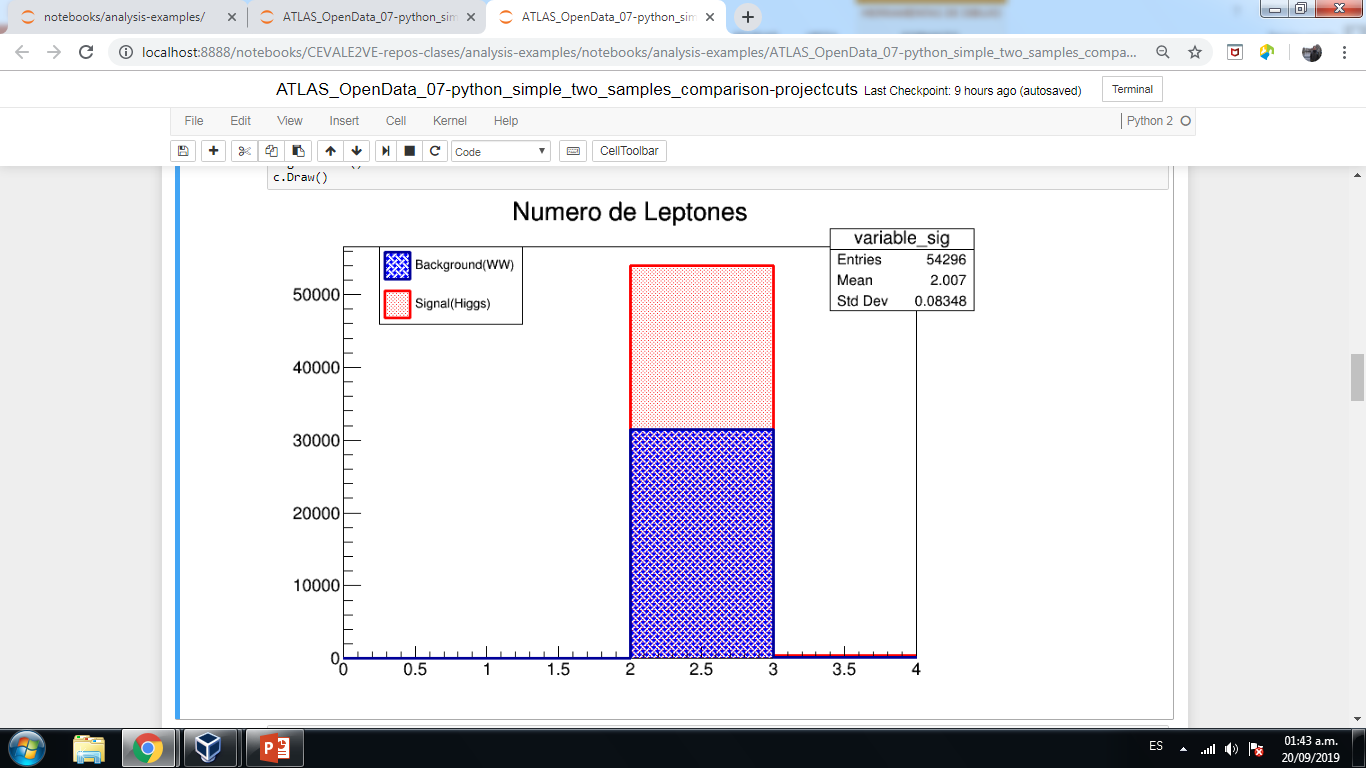 notebooks/analysis-examples/
ATLAS_OpenData_07-python_sim
ATLAS_OpenData_07-python_sim
localhost:8888/notebooks/CEVALE2VE-repos-clases/analysis-examples/notebooks/analysis-examples/ATLAS_OpenData_07-python_simple_two_samples_compa...
ATLAS_OpenData_07-python_simple_two_samples_comparison-projectcuts Last Checkpoint: 9 hours ago (autosaved)
Terminal
File Edit View Insert Cell Kernel Help
Python 2
Code
CellToolbar
c.Draw()
Numero de Leptones
variable_sig
Entries 54296
Mean 2.007
Std Dev 0.08348
Background(WW)
Signal(Higgs)
50000
40000
30000
20000
10000
0
0 0.5 1 1.5 2 2.5 3 3.5 4
ES
01:43 a.m.
20/09/2019